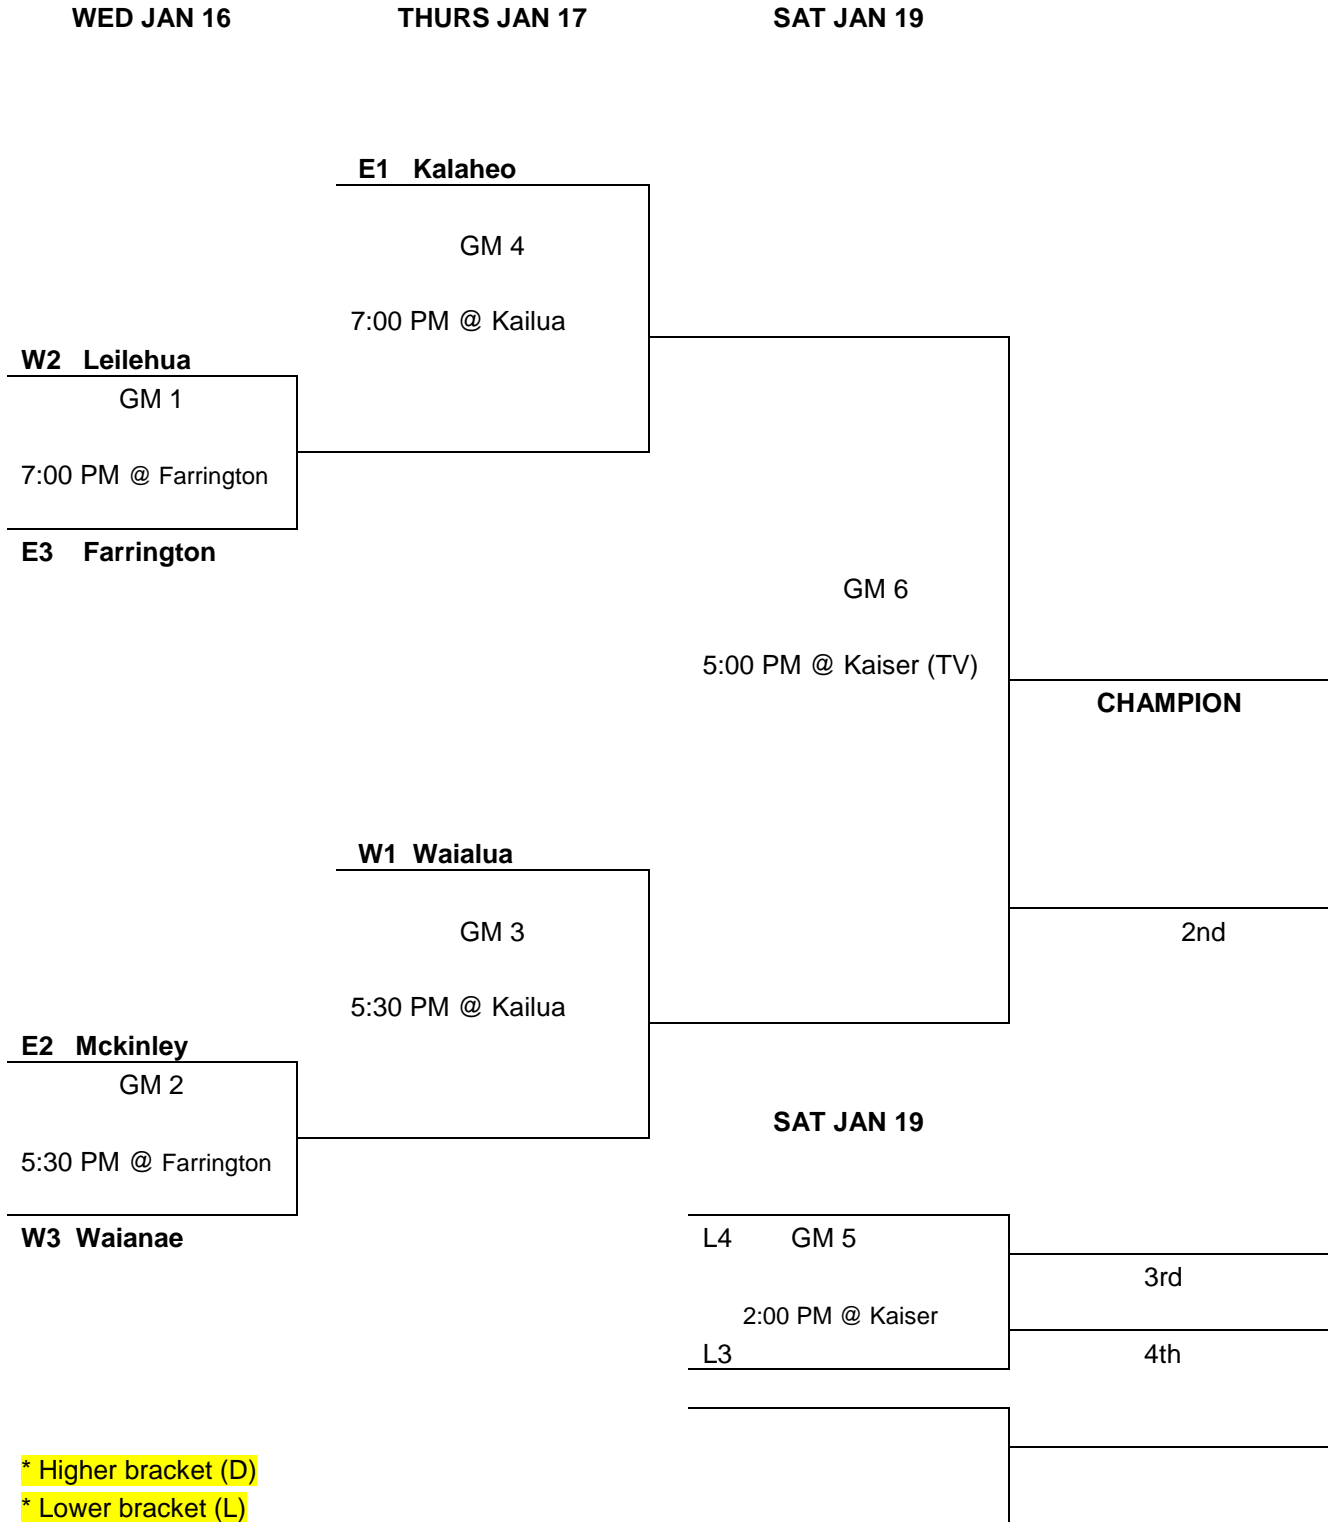 WED JAN 16 THURS JAN 17 SAT JAN 19
E1 Kalaheo
GM 4
7:00 PM @ Kailua
W2 Leilehua
GM 1
7:00 PM @ Farrington
E3 Farrington
GM 6
5:00 PM @ Kaiser (TV)
CHAMPION
W1 Waialua
GM 3
2nd
5:30 PM @ Kailua
E2 Mckinley
GM 2
SAT JAN 19
5:30 PM @ Farrington
W3 Waianae
L4 GM 5
3rd
2:00 PM @ Kaiser
L3
4th
* Higher bracket (D)
* Lower bracket (L)